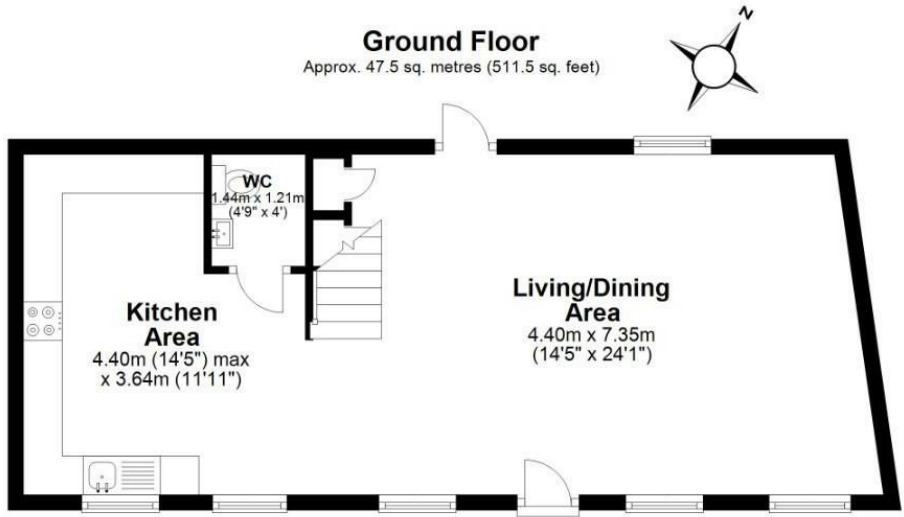 N
Ground Floor
Approx. 47.5 sq. metres (511.5 sq. feet)
WC
1.44m x 1.21m
(4'9" x 4')
Kitchen
Area
4.40m (14'5") max
x 3.64m (11'11")
Living/Dining
Area
4.40m x 7.35m
(14'5" x 24'1")